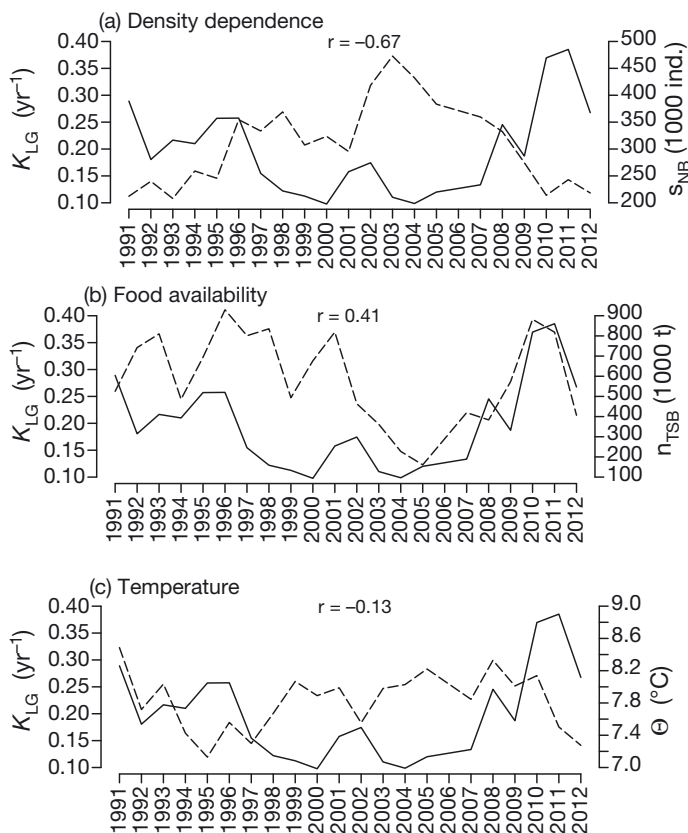 (a) Density dependence
r = –0.67
K_LG (yr⁻¹)
0.40
0.35
0.30
0.25
0.20
0.15
0.10
500
450
400
350
300
250
200
s_NB (1000 ind.)
1991 1992 1993 1994 1995 1996 1997 1998 1999 2000 2001 2002 2003 2004 2005 2006 2007 2008 2009 2010 2011 2012
(b) Food availability
r = 0.41
K_LG (yr⁻¹)
0.40
0.35
0.30
0.25
0.20
0.15
0.10
900
800
700
600
500
400
300
200
100
n_TSB (1000 t)
1991 1992 1993 1994 1995 1996 1997 1998 1999 2000 2001 2002 2003 2004 2005 2006 2007 2008 2009 2010 2011 2012
(c) Temperature
r = –0.13
K_LG (yr⁻¹)
0.40
0.35
0.30
0.25
0.20
0.15
0.10
9.0
8.6
8.2
7.8
7.4
7.0
Θ (°C)
1991 1992 1993 1994 1995 1996 1997 1998 1999 2000 2001 2002 2003 2004 2005 2006 2007 2008 2009 2010 2011 2012